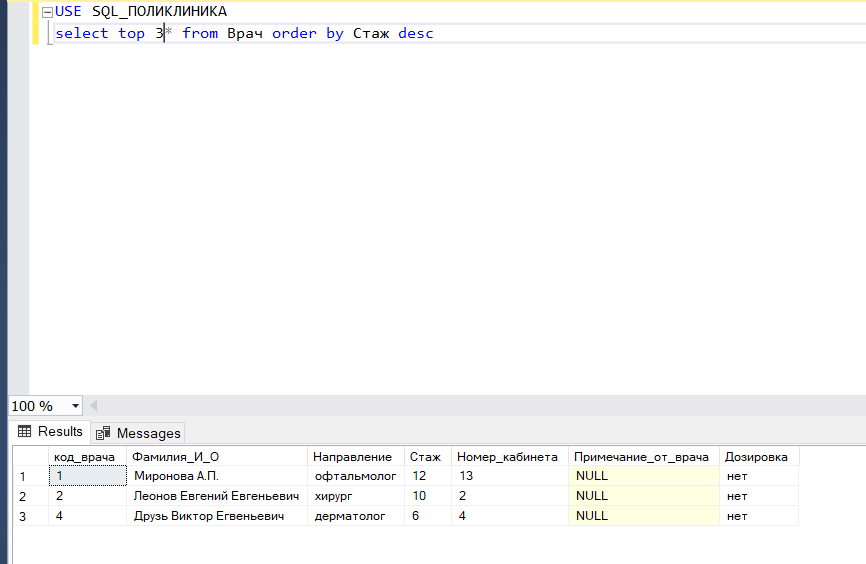 USE SQL_ПОЛИКЛИНИКА
select top 3* from Врач order by Стаж desc
100 %
Results Messages
код_врача Фамилия_И_О Направление Стаж Номер_кабинета Примечание_от_врача Дозировка
1 1 Миронова А.П. офтальмолог 12 13 NULL нет
2 2 Леонов Евгений Евгеньевич хирург 10 2 NULL нет
3 4 Друзь Виктор Егвеньевич дерматолог 6 4 NULL нет